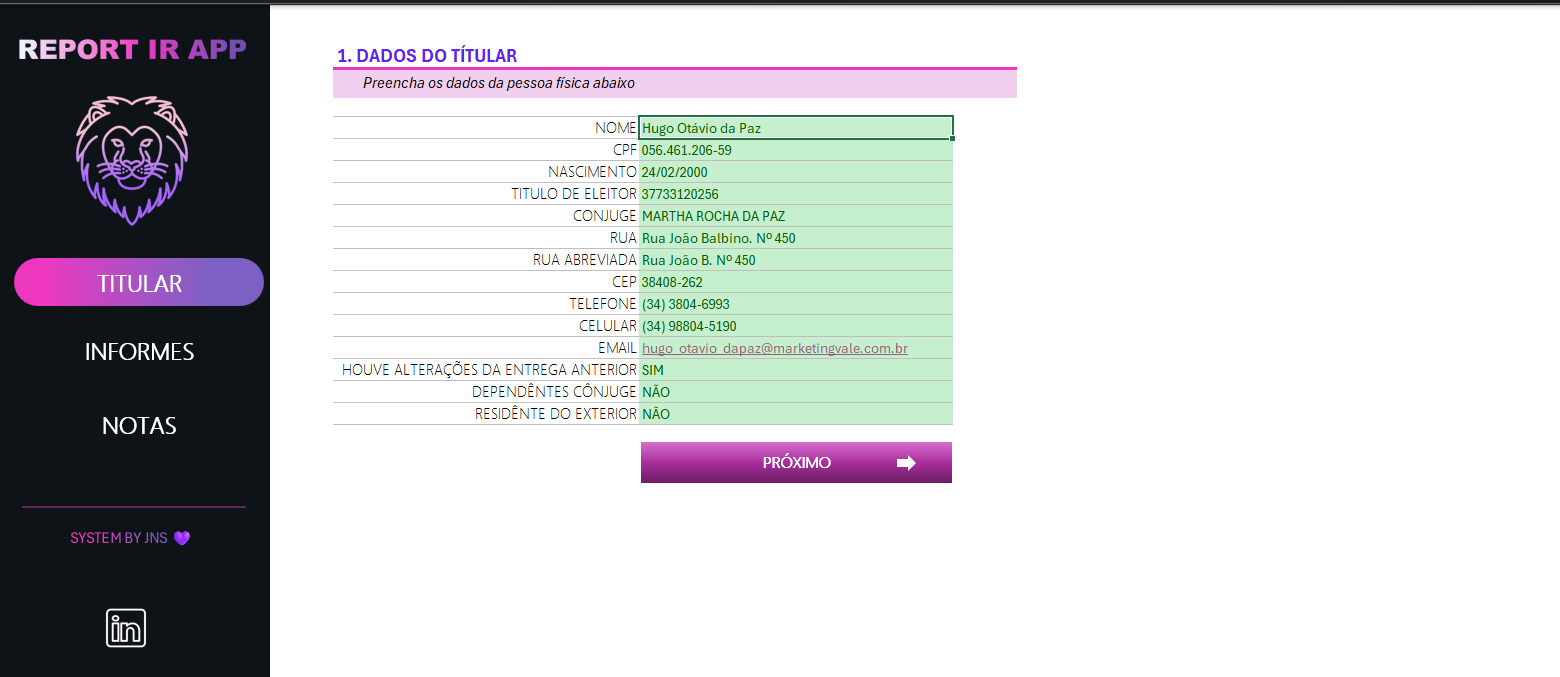 REPORT IR APP
TITULAR
INFORMES
NOTAS
SYSTEM BY JNS
in
1. DADOS DO TÍTULAR
Preencha os dados da pessoa física abaixo
NOME Hugo Otávio da Paz
CPF 056.461.206-59
NASCIMENTO 24/02/2000
TITULO DE ELEITOR 37733120256
CONJUGE MARTHA ROCHA DA PAZ
RUA Rua João Balbino. Nº 450
RUA ABREVIADA Rua João B. Nº 450
CEP 38408-262
TELEFONE (34) 3804-6993
CELULAR (34) 98804-5190
EMAIL hugo_otavio_dapaz@marketingvale.com.br
HOUVE ALTERAÇÕES DA ENTREGA ANTERIOR SIM
DEPENDÊNTES CÔNJUGE NÃO
RESIDÊNTE DO EXTERIOR NÃO
PRÓXIMO